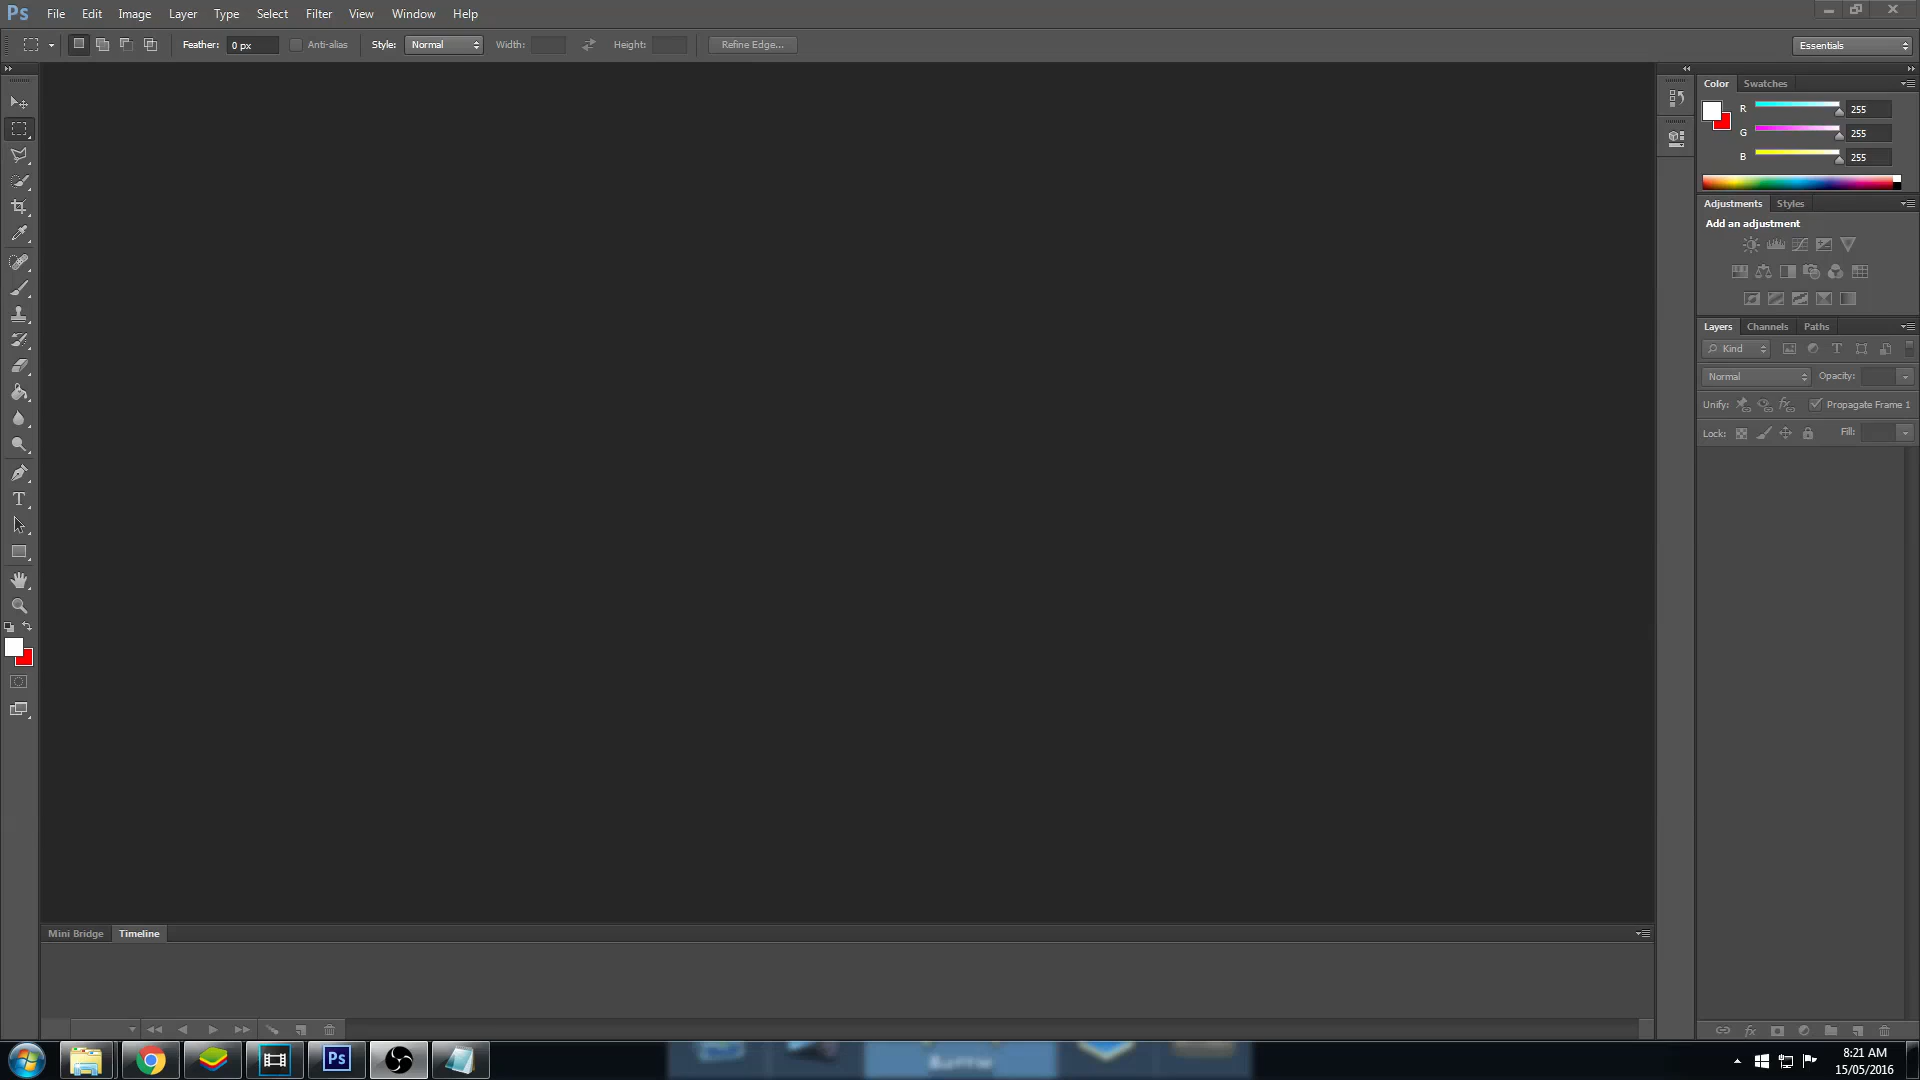 Ps File Edit Image Layer Type Select Filter View Window Help
Feather: 0 px Anti-alias Style: Normal Width: Height: Refine Edge... Essentials
Color Swatches
R 255
G 255
B 255
Adjustments Styles
Add an adjustment
Layers Channels Paths
Kind
Normal Opacity:
Unify: Propagate Frame 1
Lock: Fill:
Mini Bridge Timeline
Ps
8:21 AM
15/05/2016